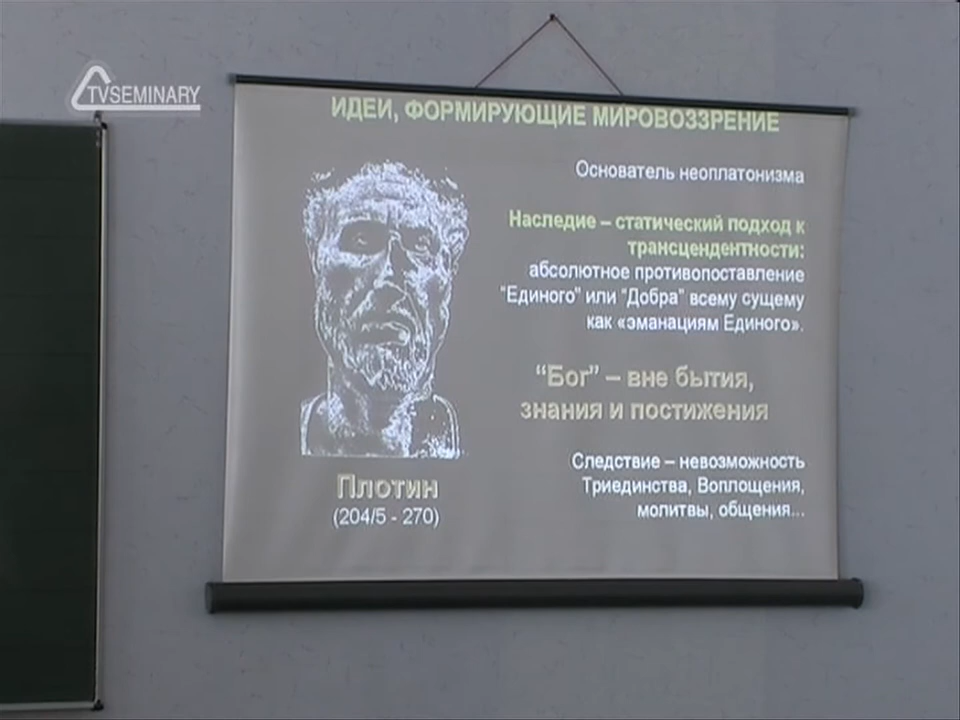 TVSEMINARY
ИДЕИ, ФОРМИРУЮЩИЕ МИРОВОЗЗРЕНИЕ
Основатель неоплатонизма
Наследие – статический подход к
трансцендентности:
абсолютное противопоставление
"Единого" или "Добра" всему сущему
как «эманациям Единого».
“Бог” – вне бытия,
знания и постижения
Следствие – невозможность
Триединства, Воплощения,
молитвы, общения...
Плотин
(204/5 - 270)